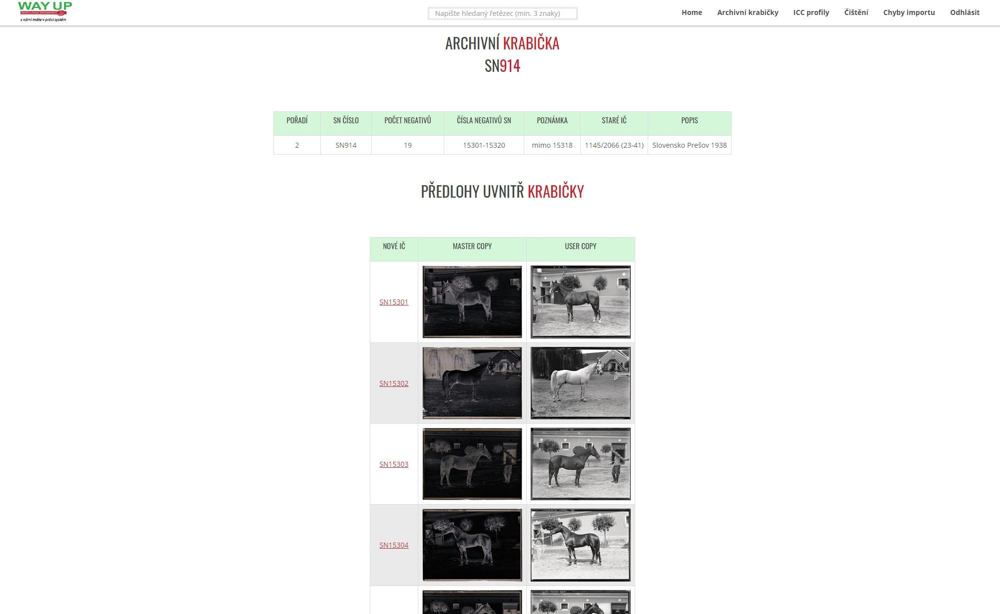 WAY UP
DIGITALIZACE DOKUMENTŮ
s námi máte v práci systém
Napište hledaný řetězec (min. 3 znaky)
Home Archivní krabičky ICC profily Čištění Chyby importu Odhlásit
ARCHIVNÍ KRABIČKA
SN914
POŘADÍ SN ČÍSLO POČET NEGATIVŮ ČÍSLA NEGATIVŮ SN POZNÁMKA STARÉ IČ POPIS
2 SN914 19 15301-15320 mimo 15318 1145/2066 (23-41) Slovensko Prešov 1938
PŘEDLOHY UVNITŘ KRABIČKY
NOVÉ IČ MASTER COPY USER COPY
SN15301
SN15302
SN15303
SN15304